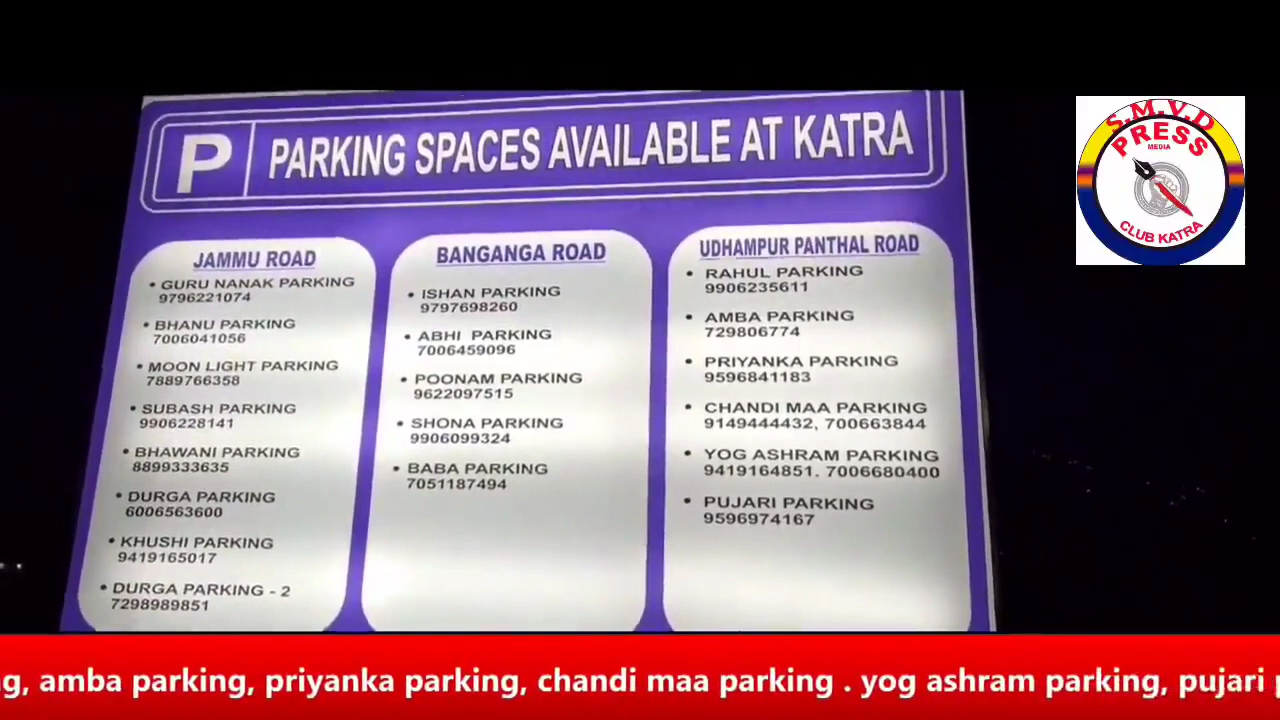 P PARKING SPACES AVAILABLE AT KATRA
JAMMU ROAD
• GURU NANAK PARKING
9796221074
• BHANU PARKING
7006041056
• MOON LIGHT PARKING
7889766358
• SUBASH PARKING
9906228141
• BHAWANI PARKING
8899333635
• DURGA PARKING
6006563600
• KHUSHI PARKING
9419165017
• DURGA PARKING - 2
7298989851
BANGANGA ROAD
• ISHAN PARKING
9797698260
• ABHI PARKING
7006459096
• POONAM PARKING
9622097515
• SHONA PARKING
9906099324
• BABA PARKING
7051187494
UDHAMPUR PANTHAL ROAD
• RAHUL PARKING
9906235611
• AMBA PARKING
729806774
• PRIYANKA PARKING
9596841183
• CHANDI MAA PARKING
9149444432, 700663844
• YOG ASHRAM PARKING
9419164851. 7006680400
• PUJARI PARKING
9596974167
S.M.V.D
PRESS
MEDIA
CLUB KATRA
g, amba parking, priyanka parking, chandi maa parking . yog ashram parking, pujari p